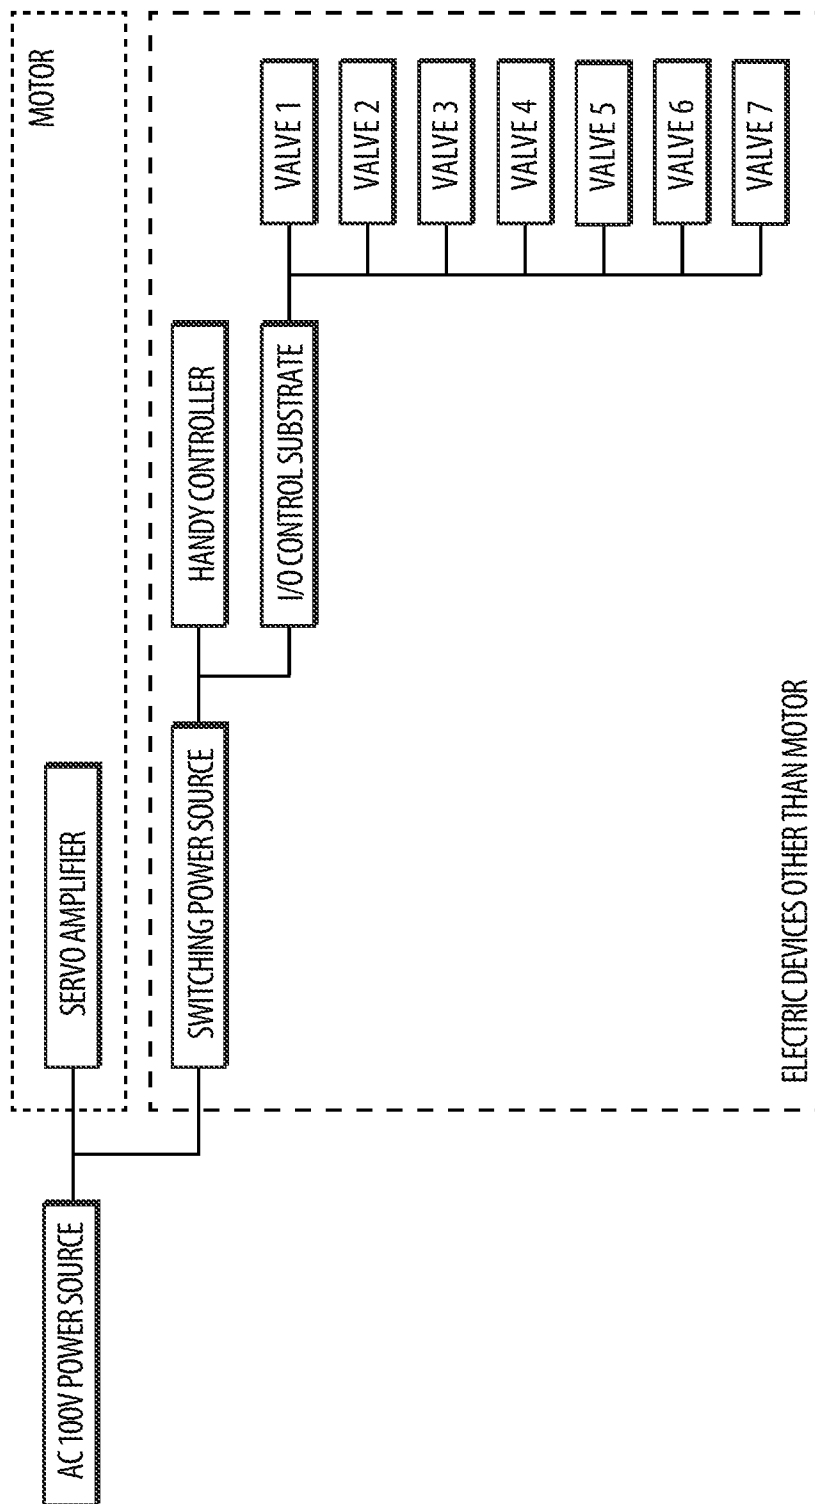 MOTOR
SERVO AMPLIFIER
AC 100V POWER SOURCE
SWITCHING POWER SOURCE
HANDY CONTROLLER
I/O CONTROL SUBSTRATE
VALVE 1
VALVE 2
VALVE 3
VALVE 4
VALVE 5
VALVE 6
VALVE 7
ELECTRIC DEVICES OTHER THAN MOTOR